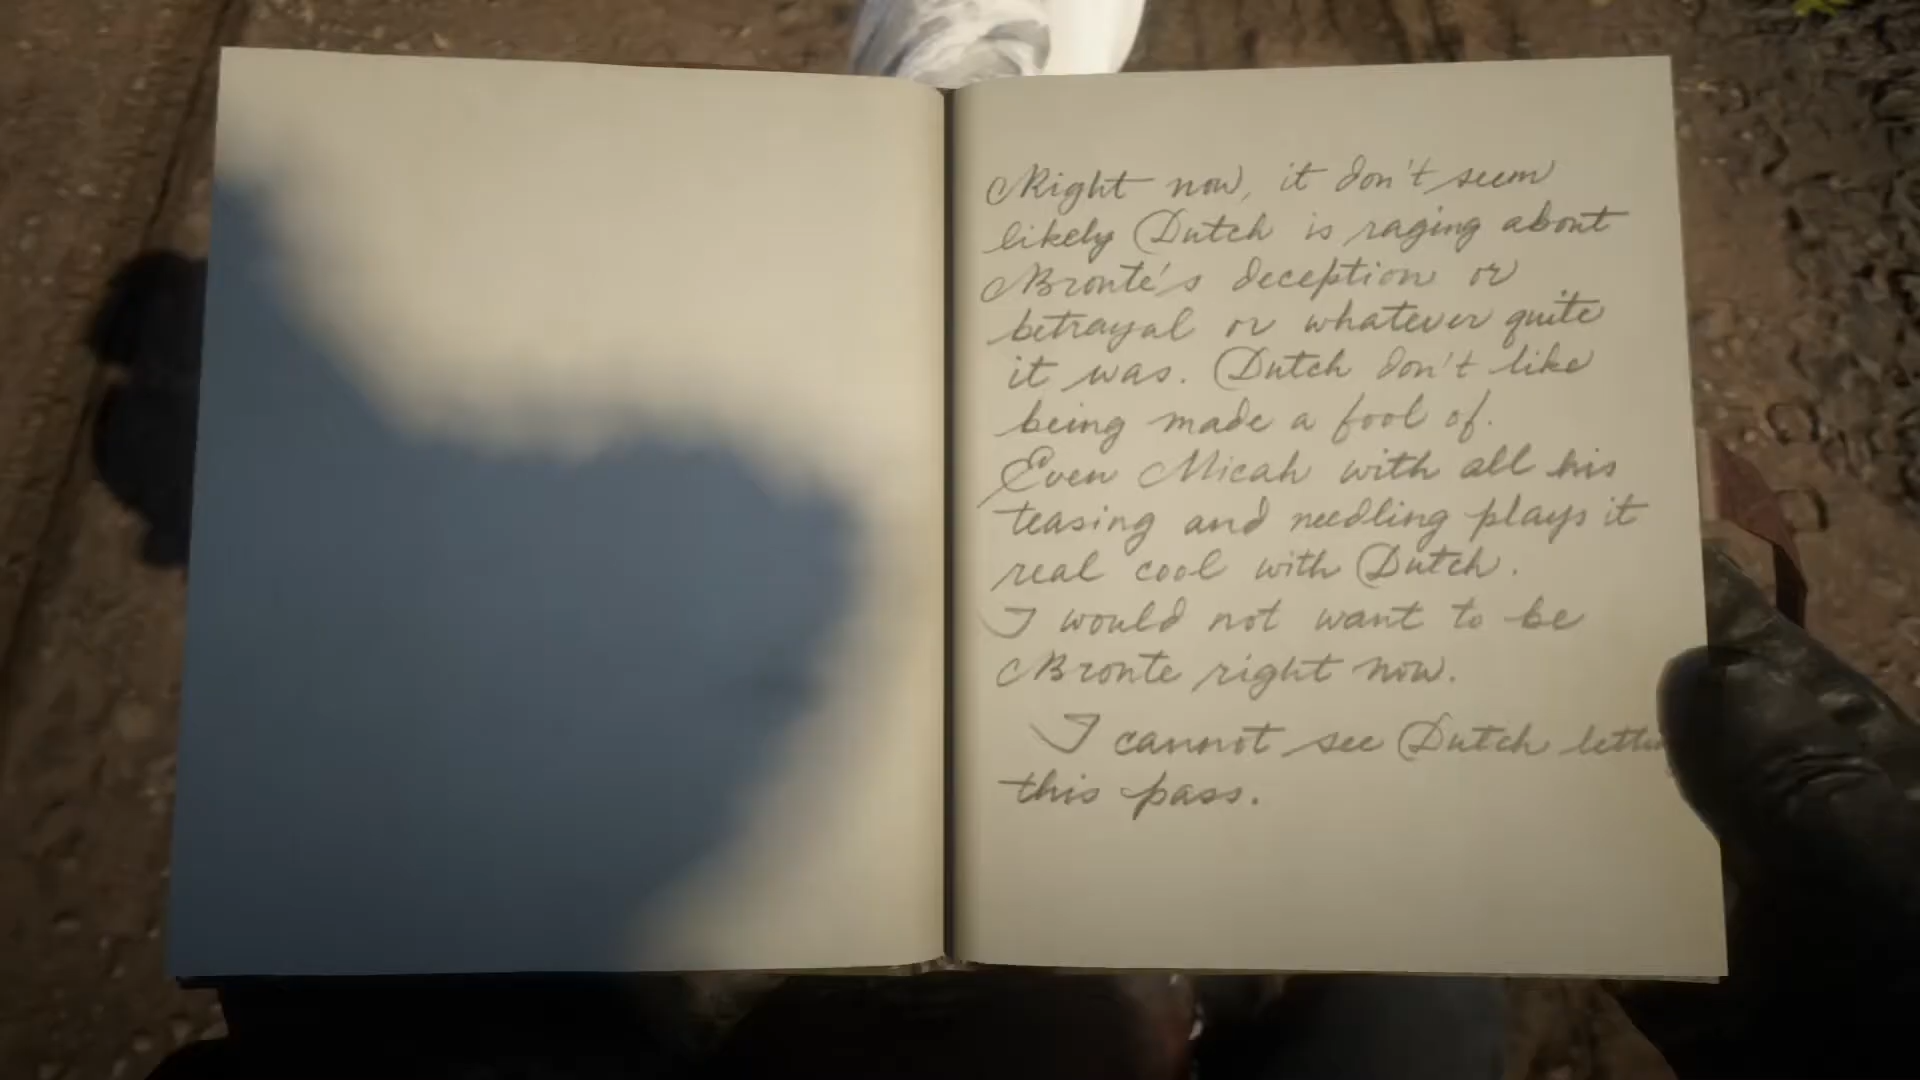 Right now, it don't seem
likely Dutch is raging about
Bronte's deception or
betrayal or whatever quite
it was. Dutch don't like
being made a fool of.
Even Micah with all his
teasing and needling plays it
real cool with Dutch.
I would not want to be
Bronte right now.
I cannot see Dutch
this pass.